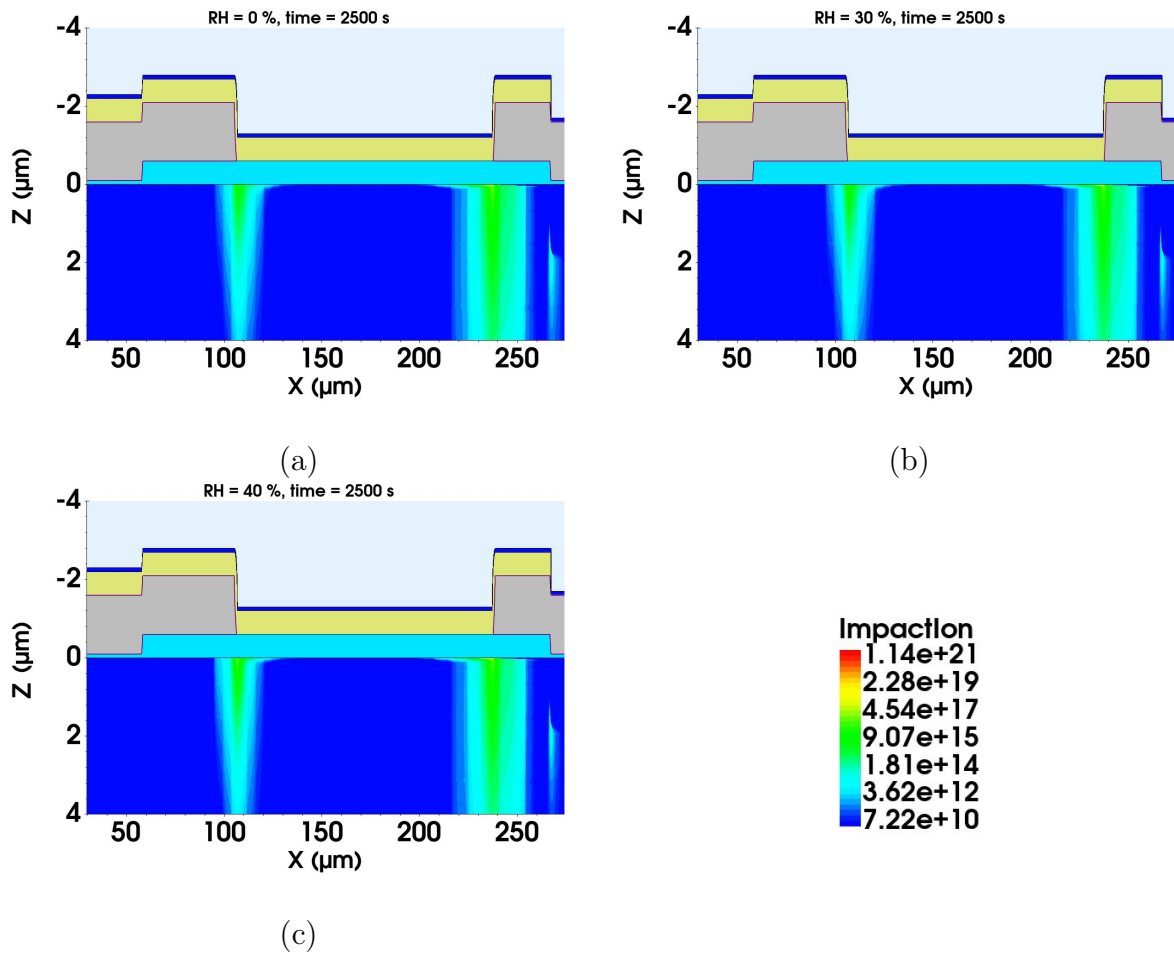 RH = 0 %, time = 2500 s
-4
-2
0
2
4
Z (µm)
50 100 150 200 250
X (µm)
(a)
RH = 30 %, time = 2500 s
-4
-2
0
2
4
Z (µm)
50 100 150 200 250
X (µm)
(b)
RH = 40 %, time = 2500 s
-4
-2
0
2
4
Z (µm)
50 100 150 200 250
X (µm)
(c)
Impaction
1.14e+21
2.28e+19
4.54e+17
9.07e+15
1.81e+14
3.62e+12
7.22e+10